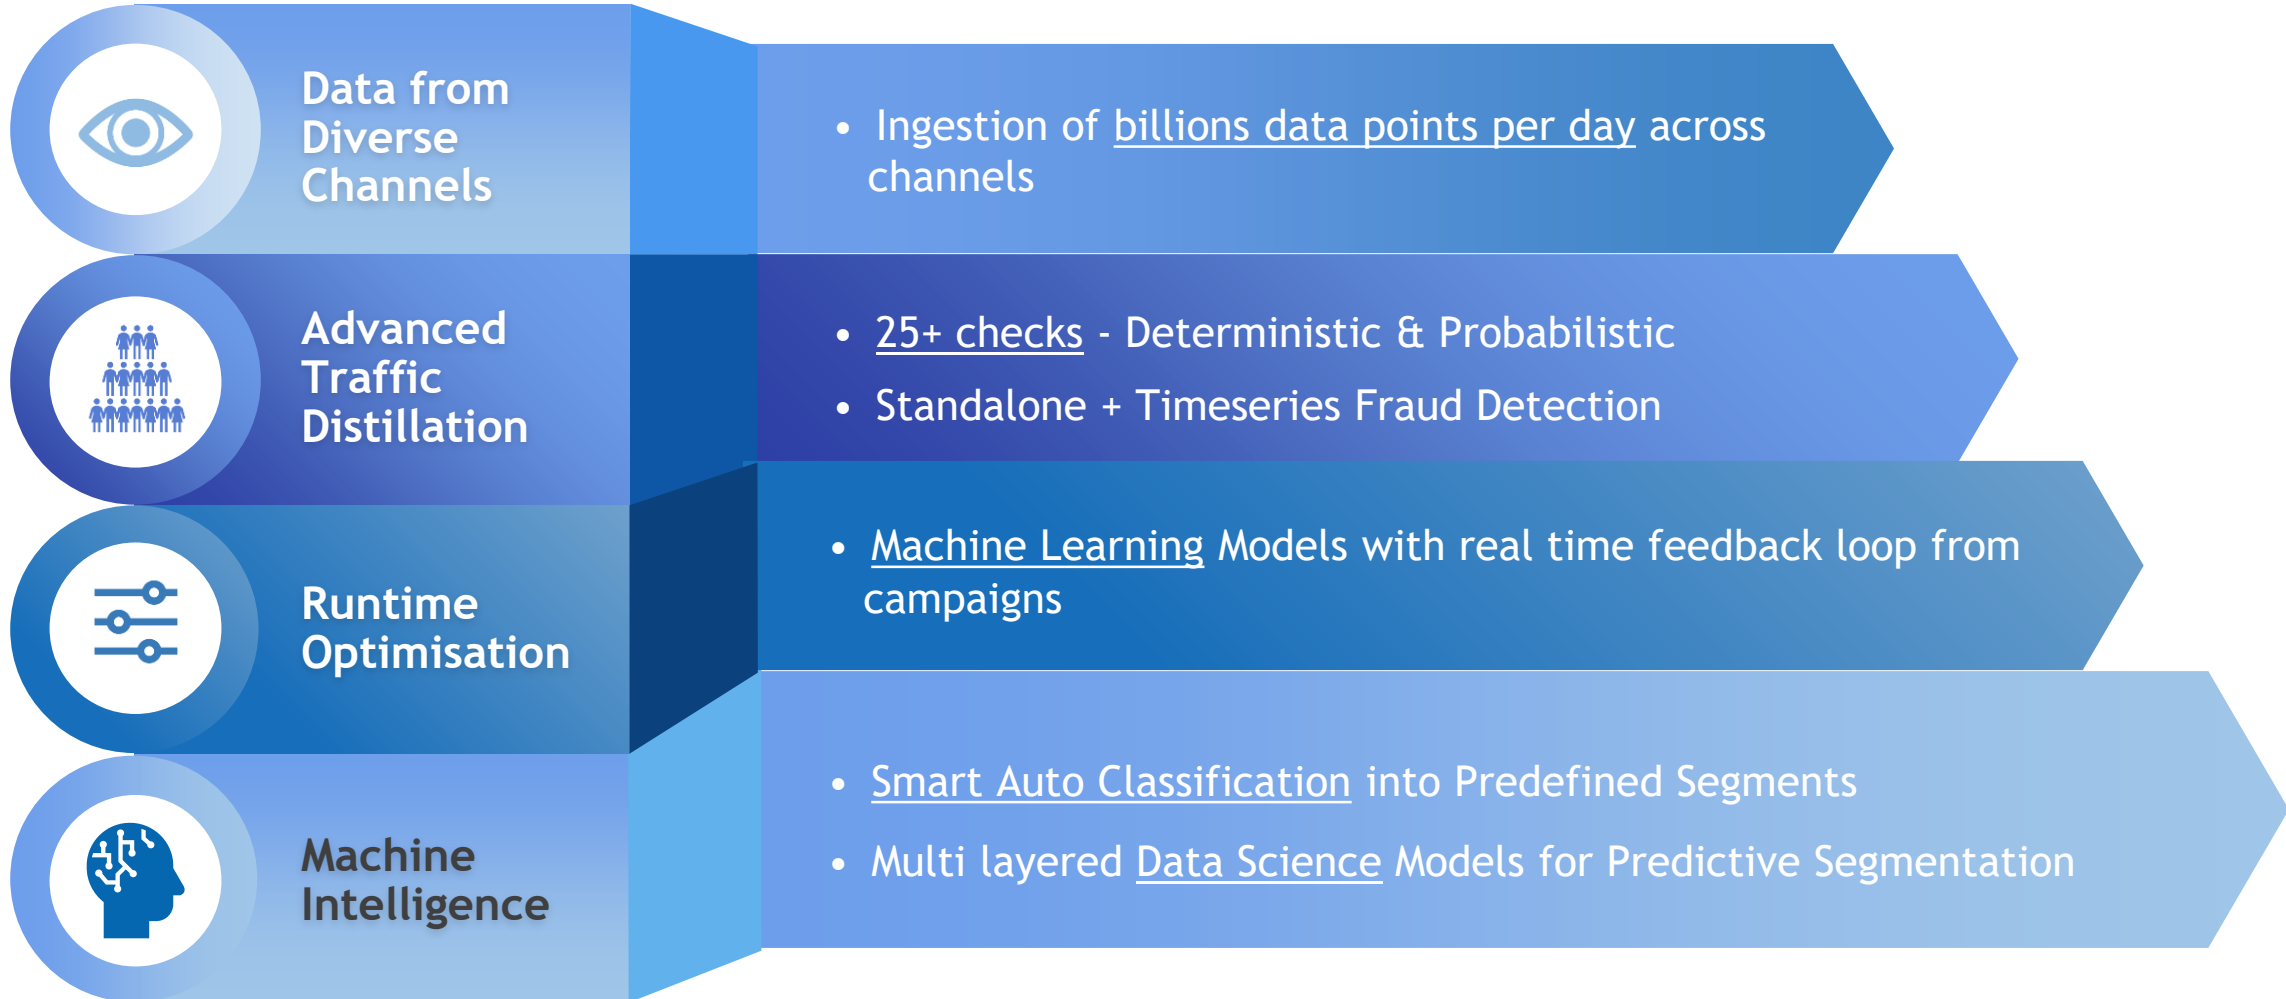 Data from
Diverse
Channels
• Ingestion of billions data points per day across
channels
Advanced
Traffic
Distillation
• 25+ checks - Deterministic & Probabilistic
• Standalone + Timeseries Fraud Detection
Runtime
Optimisation
• Machine Learning Models with real time feedback loop from
campaigns
Machine
Intelligence
• Smart Auto Classification into Predefined Segments
• Multi layered Data Science Models for Predictive Segmentation